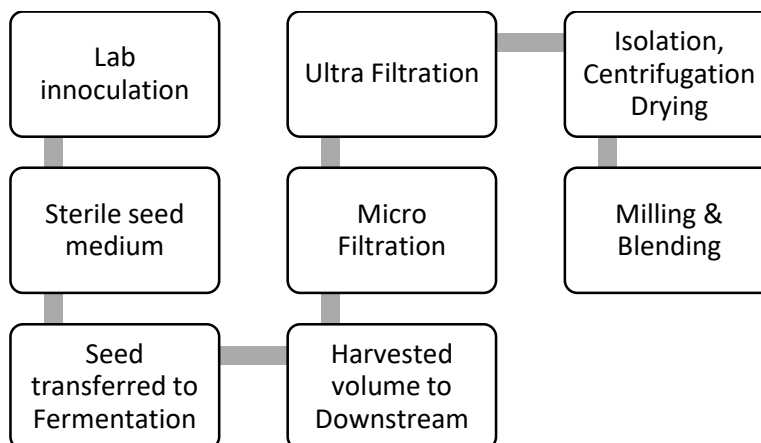 Lab
innoculation
Sterile seed
medium
Seed
transferred to
Fermentation
Harvested
volume to
Downstream
Micro
Filtration
Ultra Filtration
Isolation,
Centrifugation
Drying
Milling &
Blending